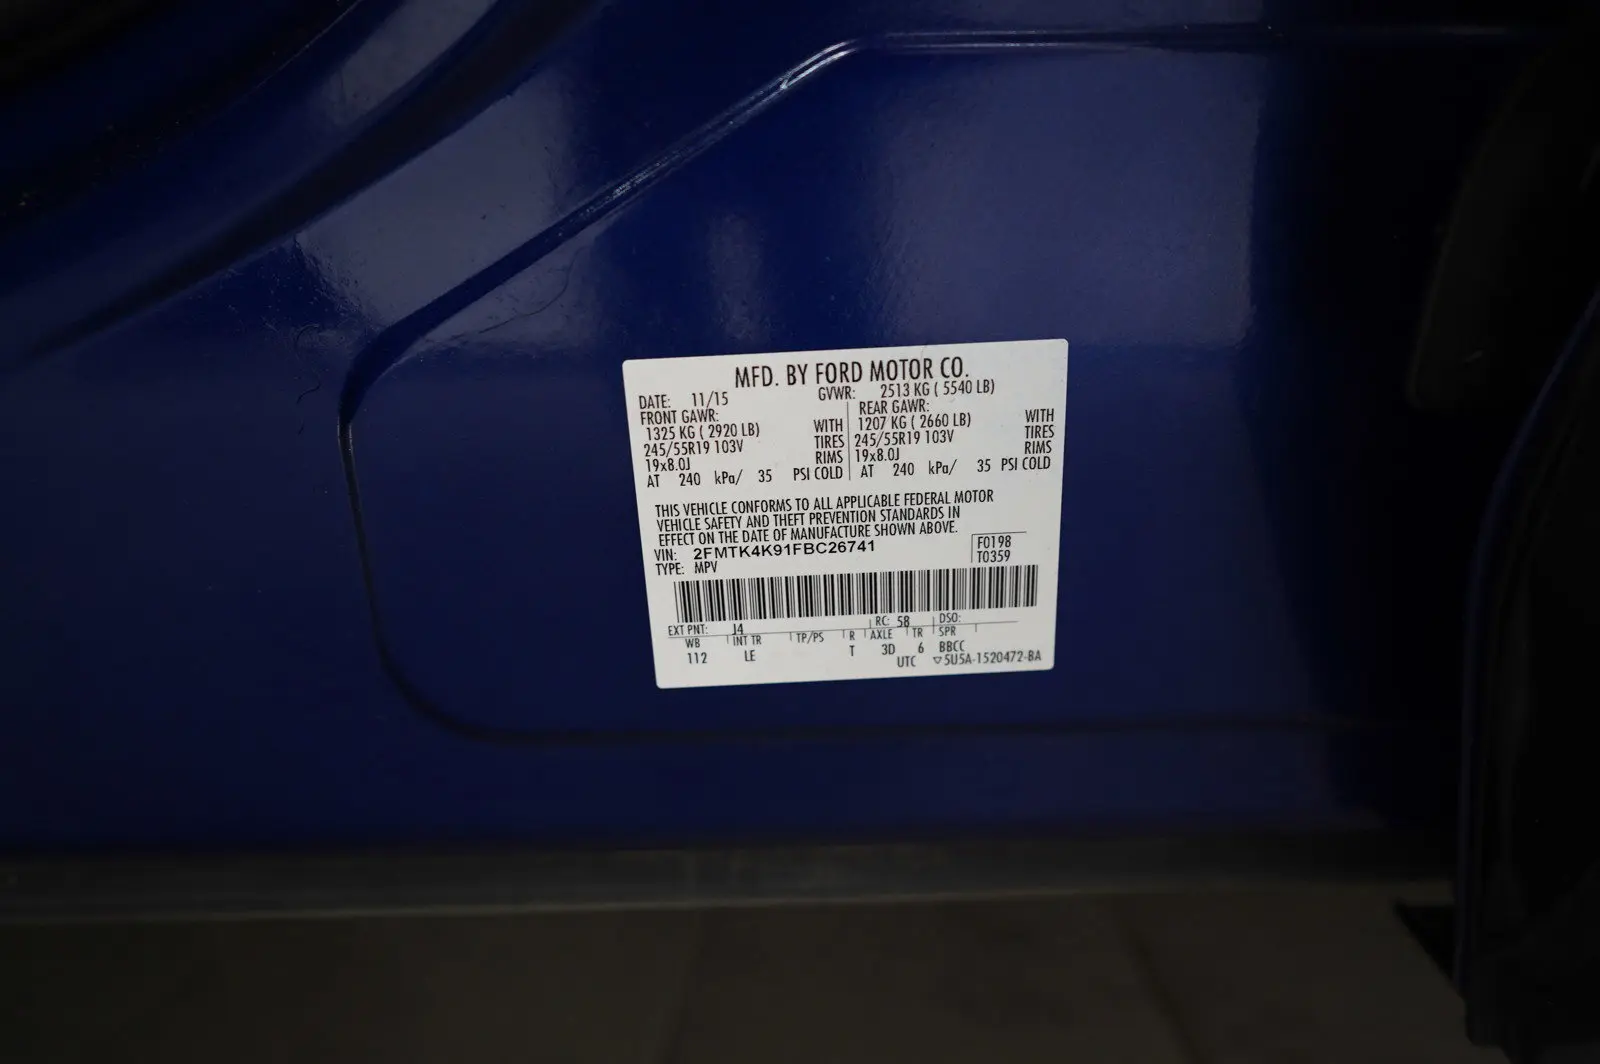 MFD. BY FORD MOTOR CO.
DATE: 11/15 GVWR: 2513 KG ( 5540 LB)
FRONT GAWR: REAR GAWR:
1325 KG ( 2920 LB) WITH 1207 KG ( 2660 LB) WITH
245/55R19 103V TIRES 245/55R19 103V TIRES
19x8.0J RIMS 19x8.0J RIMS
AT 240 kPa/ 35 PSI COLD AT 240 kPa/ 35 PSI COLD
THIS VEHICLE CONFORMS TO ALL APPLICABLE FEDERAL MOTOR
VEHICLE SAFETY AND THEFT PREVENTION STANDARDS IN
EFFECT ON THE DATE OF MANUFACTURE SHOWN ABOVE.
VIN: 2FMTK4K91FBC26741 F0198
TYPE: MPV T0359
EXT PNT: J4 RC: 58 DSO:
WB INT TR TP/PS R AXLE TR SPR
112 LE T 3D 6 BBCC
UTC ▽5U5A-1520472-BA